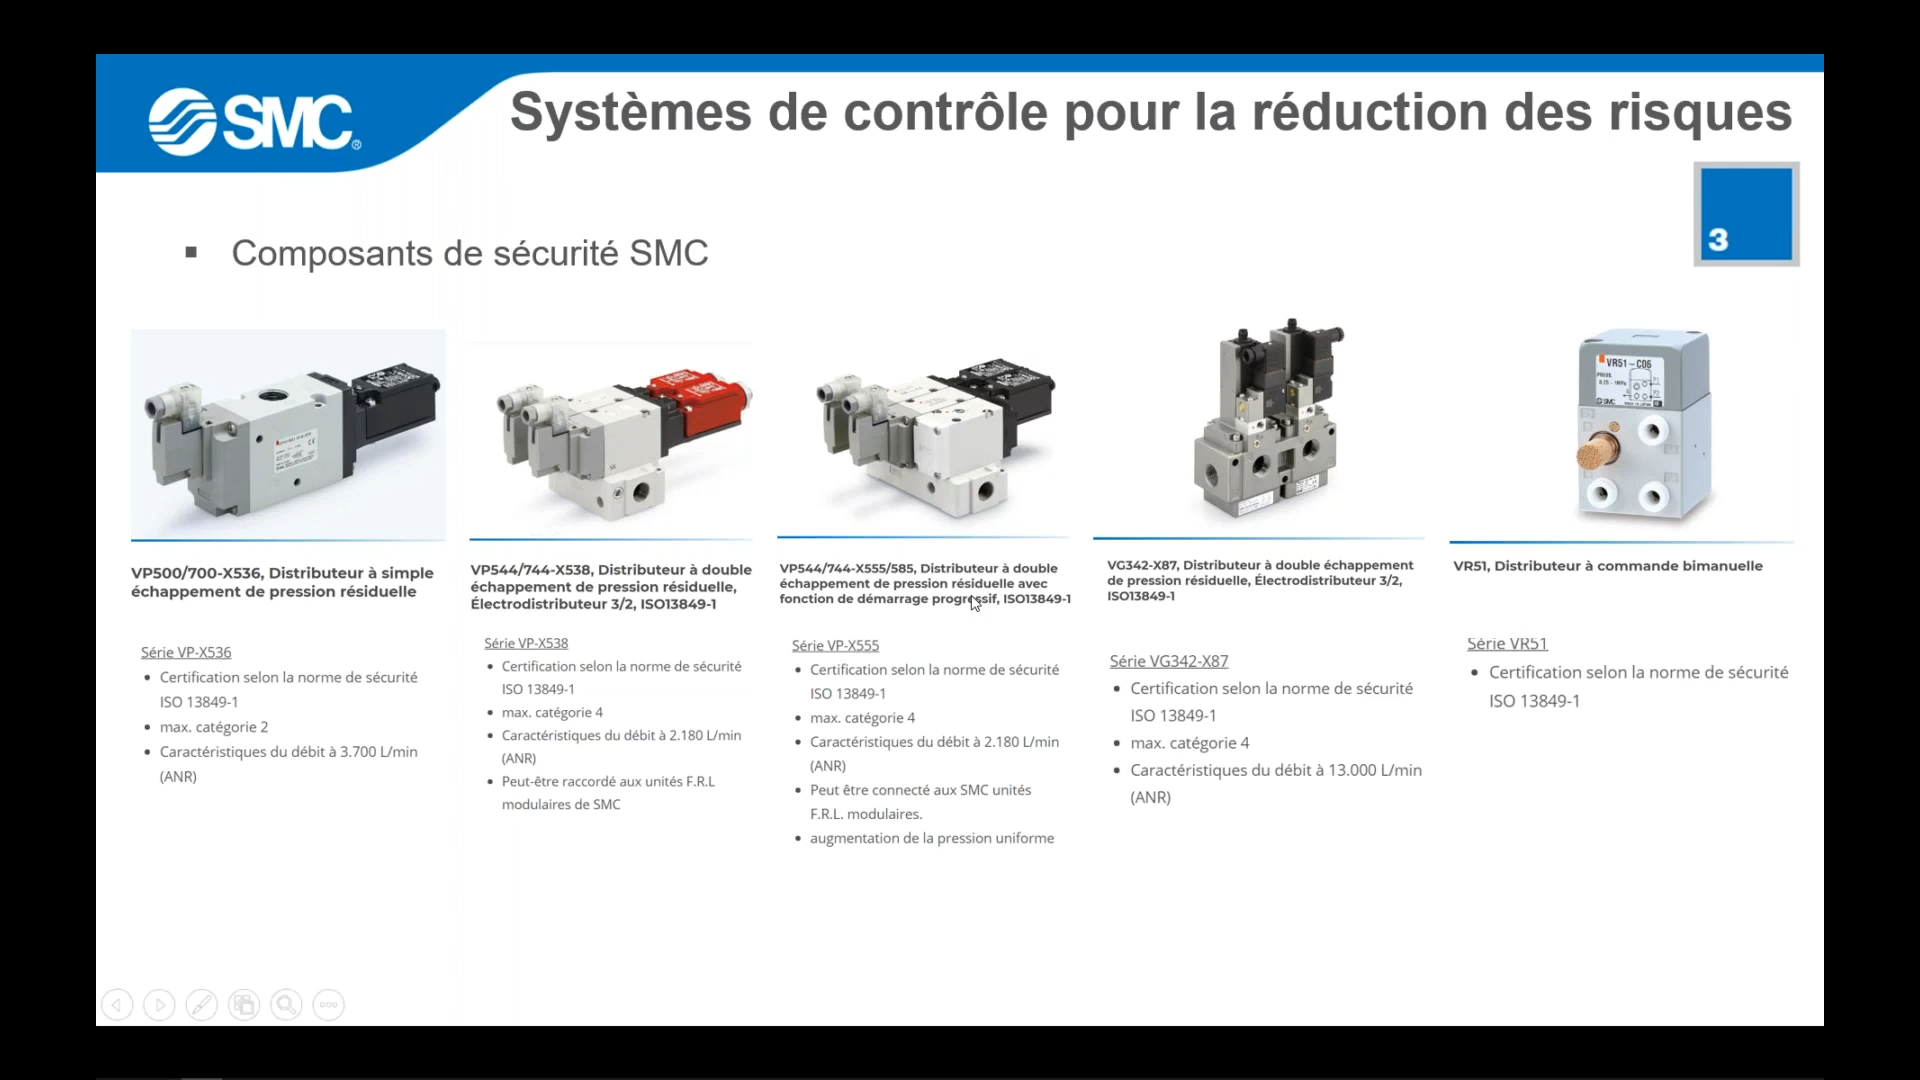 SMC®
Systèmes de contrôle pour la réduction des risques
3
▪ Composants de sécurité SMC
VR51-C06
SMC
VP500/700-X536, Distributeur à simple
échappement de pression résiduelle
Série VP-X536
• Certification selon la norme de sécurité
ISO 13849-1
• max. catégorie 2
• Caractéristiques du débit à 3.700 L/min
(ANR)
VP544/744-X538, Distributeur à double
échappement de pression résiduelle,
Électrodistributeur 3/2, ISO13849-1
Série VP-X538
• Certification selon la norme de sécurité
ISO 13849-1
• max. catégorie 4
• Caractéristiques du débit à 2.180 L/min
(ANR)
• Peut-être raccordé aux unités F.R.L
modulaires de SMC
VP544/744-X555/585, Distributeur à double
échappement de pression résiduelle avec
fonction de démarrage progressif, ISO13849-1
Série VP-X555
• Certification selon la norme de sécurité
ISO 13849-1
• max. catégorie 4
• Caractéristiques du débit à 2.180 L/min
(ANR)
• Peut être connecté aux SMC unités
F.R.L. modulaires.
• augmentation de la pression uniforme
VG342-X87, Distributeur à double échappement
de pression résiduelle, Électrodistributeur 3/2,
ISO13849-1
Série VG342-X87
• Certification selon la norme de sécurité
ISO 13849-1
• max. catégorie 4
• Caractéristiques du débit à 13.000 L/min
(ANR)
VR51, Distributeur à commande bimanuelle
Série VR51
• Certification selon la norme de sécurité
ISO 13849-1